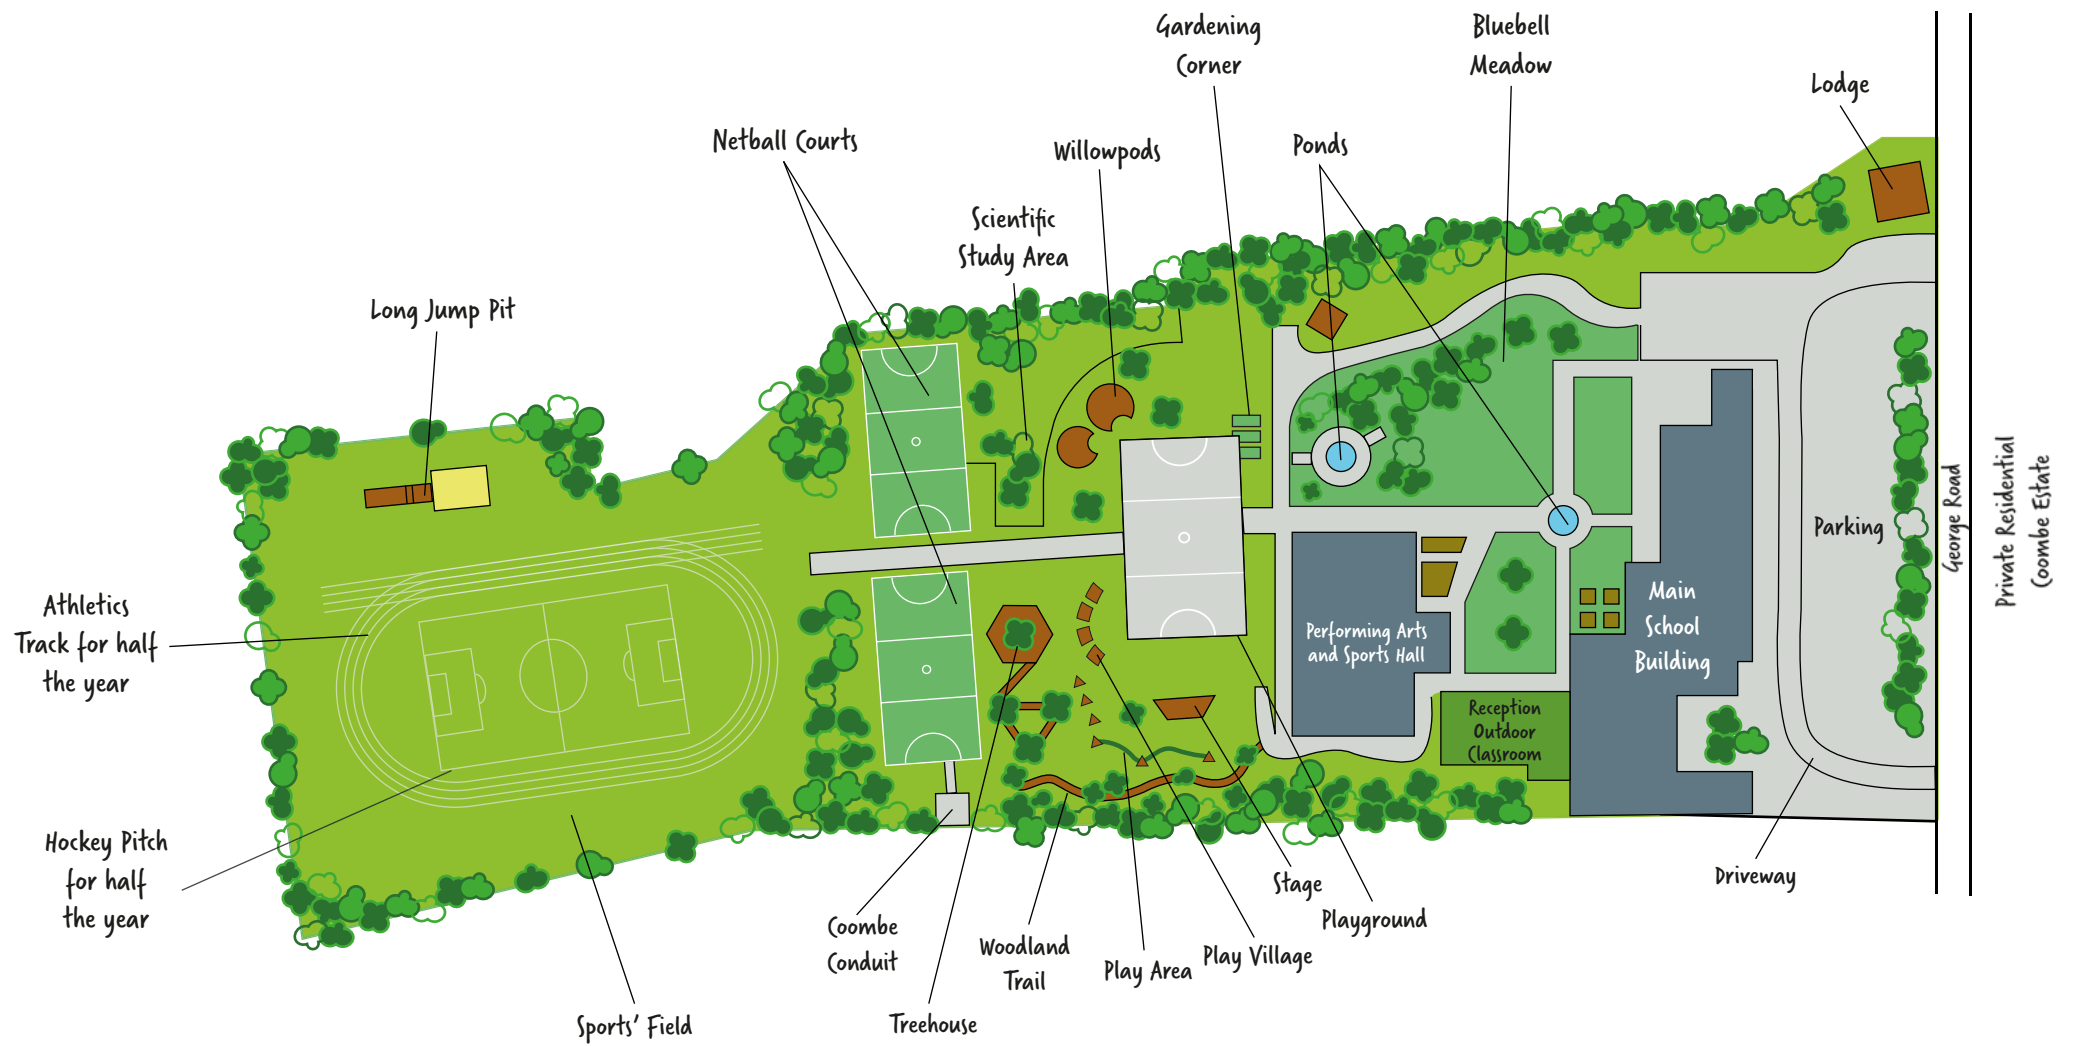 Gardening
Corner
Bluebell
Meadow
Lodge
Netball Courts
Willowpods
Ponds
Scientific
Study Area
Long Jump Pit
Athletics
Track for half
the year
Hockey Pitch
for half
the year
Sports' Field
Coombe
Conduit
Treehouse
Woodland
Trail
Play Area
Play Village
Stage
Playground
Driveway
Performing Arts
and Sports Hall
Main
School
Building
Reception
Outdoor
Classroom
Parking
George Road
Private Residential
Coombe Estate